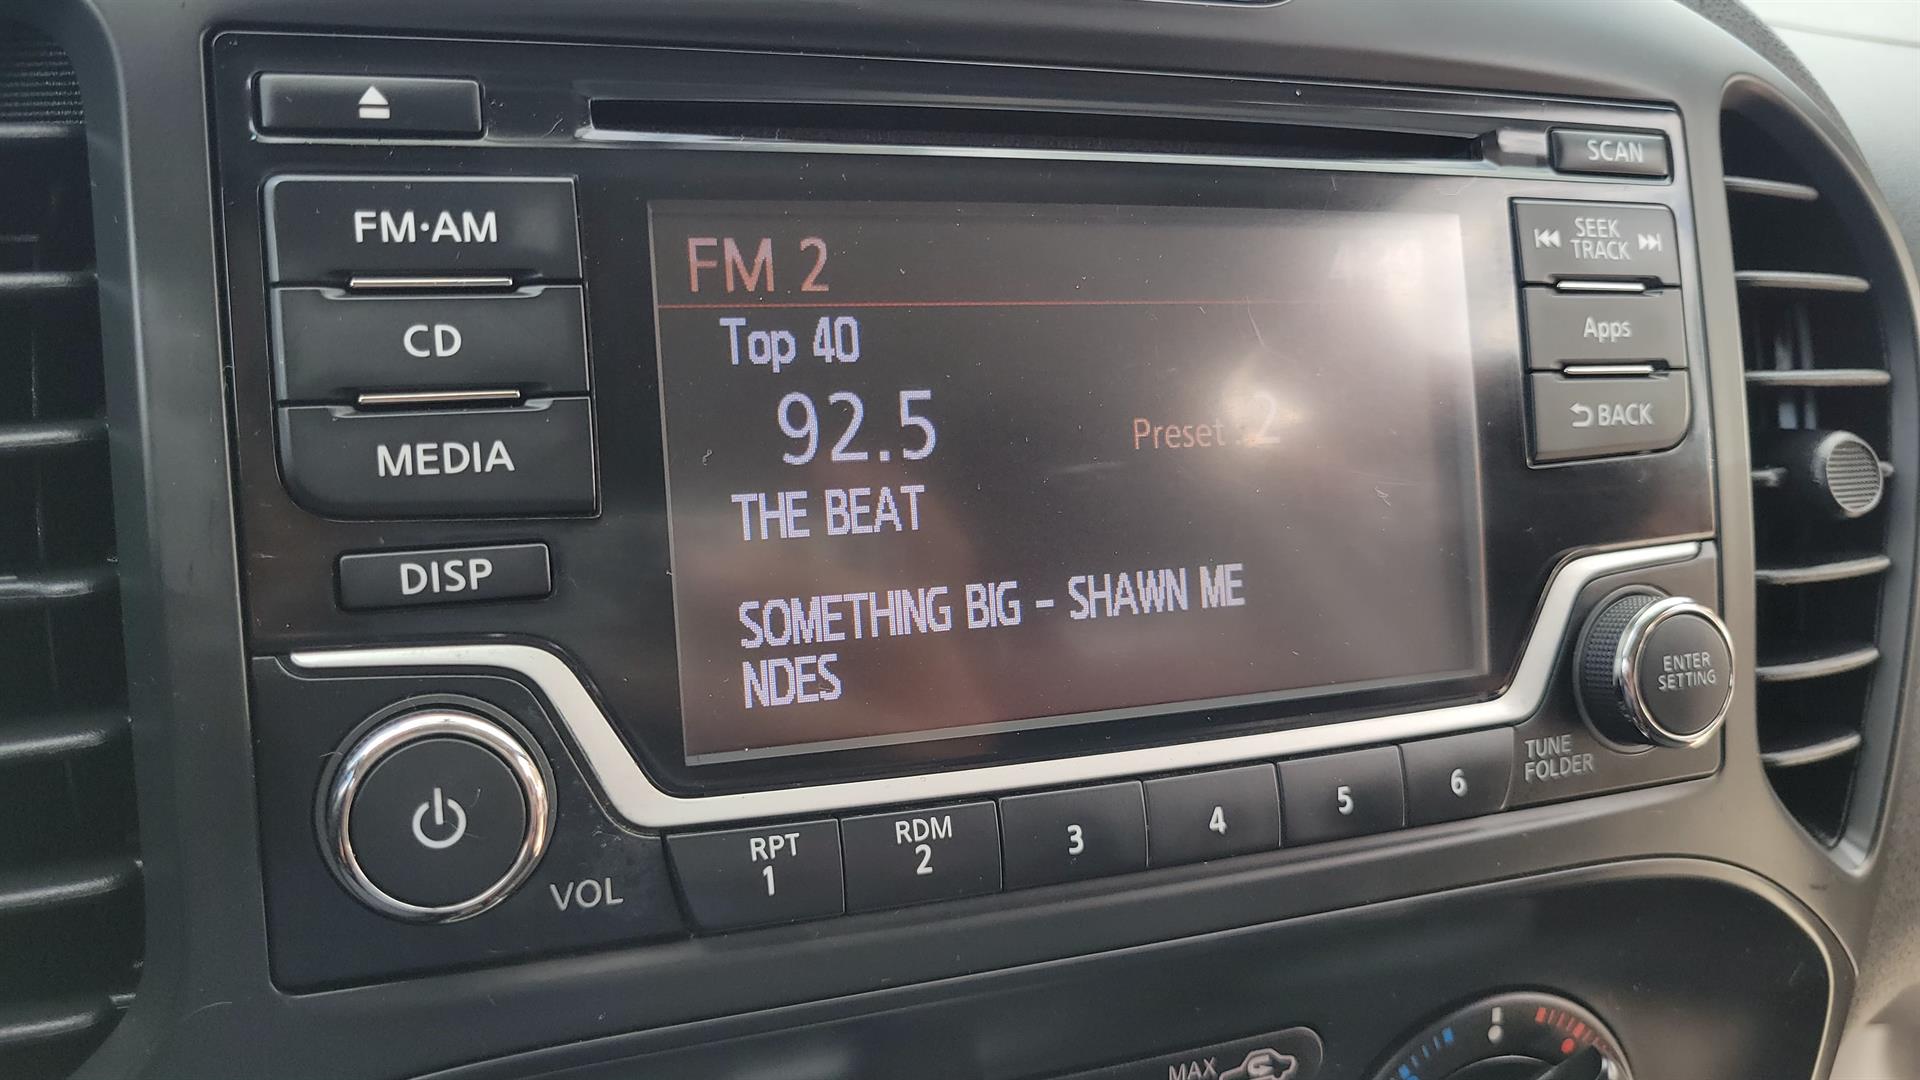 SCAN
FM·AM
CD
MEDIA
DISP
FM 2
Top 40
92.5
Preset : 2
THE BEAT
SOMETHING BIG - SHAWN ME
NDES
SEEK
TRACK
Apps
BACK
ENTER
SETTING
TUNE
FOLDER
VOL
RPT
1
RDM
2
3
4
5
6
MAX